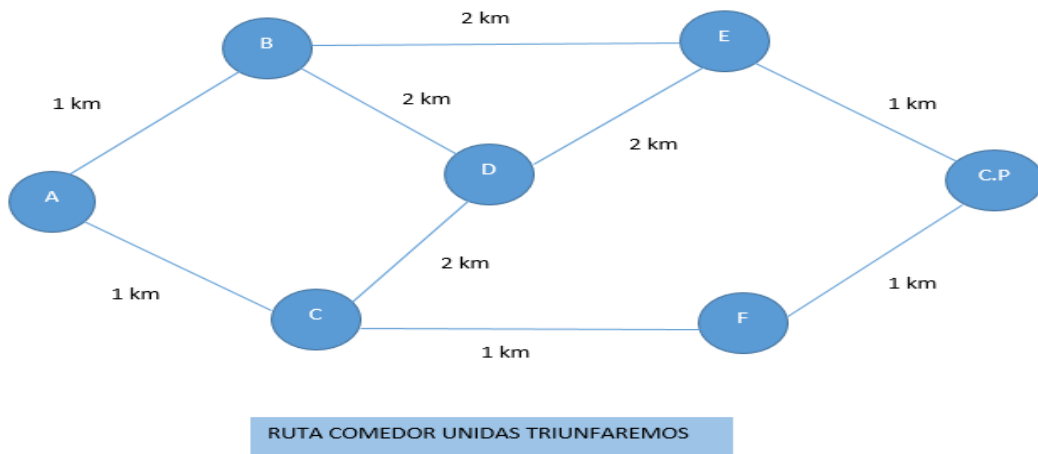 2 km
B
E
1 km
2 km
1 km
2 km
D
C.P
A
2 km
1 km
1 km
C
F
1 km
RUTA COMEDOR UNIDAS TRIUNFAREMOS